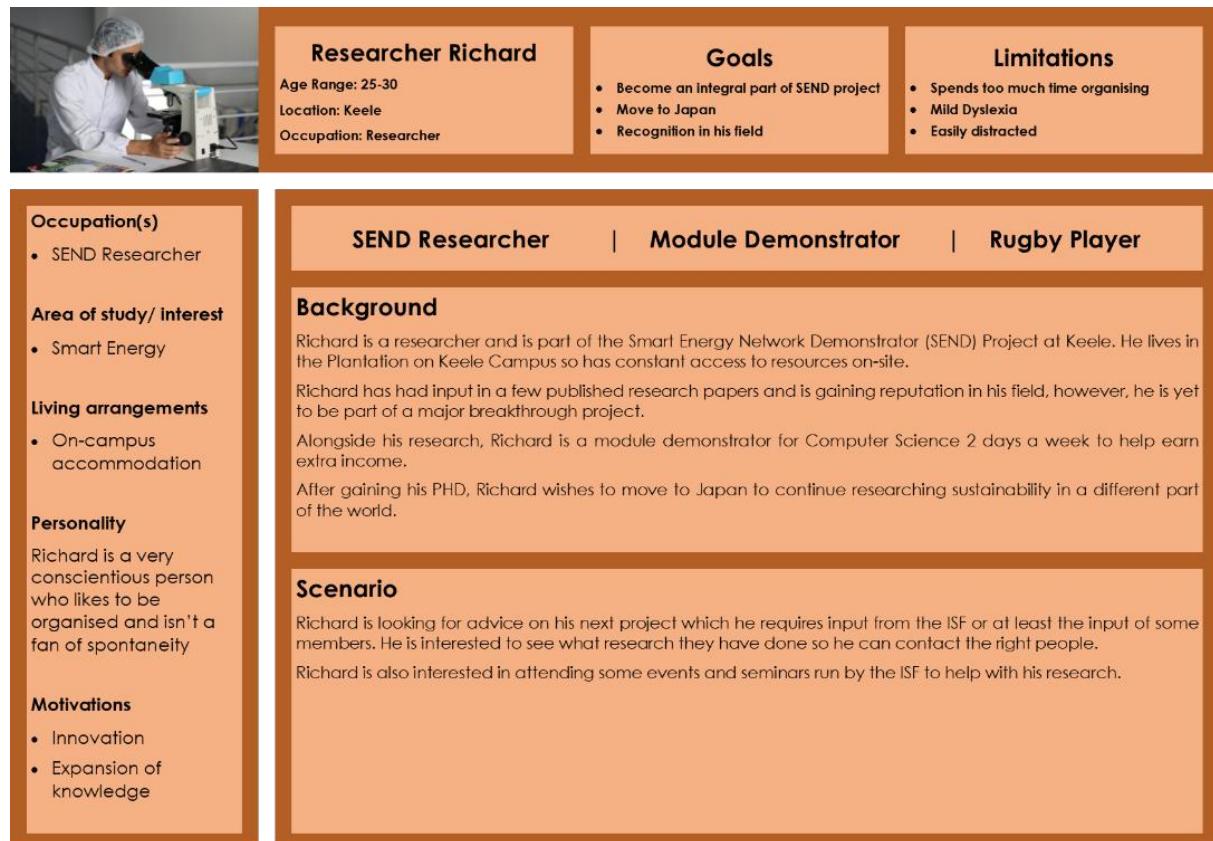 Researcher Richard
Age Range: 25-30
Location: Keele
Occupation: Researcher
Goals
• Become an integral part of SEND project
• Move to Japan
• Recognition in his field
Limitations
• Spends too much time organising
• Mild Dyslexia
• Easily distracted
Occupation(s)
• SEND Researcher
Area of study/ interest
• Smart Energy
Living arrangements
• On-campus
accommodation
Personality
Richard is a very
conscientious person
who likes to be
organised and isn't a
fan of spontaneity
Motivations
• Innovation
• Expansion of
knowledge
SEND Researcher | Module Demonstrator | Rugby Player
Background
Richard is a researcher and is part of the Smart Energy Network Demonstrator (SEND) Project at Keele. He lives in
the Plantation on Keele Campus so has constant access to resources on-site.
Richard has had input in a few published research papers and is gaining reputation in his field, however, he is yet
to be part of a major breakthrough project.
Alongside his research, Richard is a module demonstrator for Computer Science 2 days a week to help earn
extra income.
After gaining his PHD, Richard wishes to move to Japan to continue researching sustainability in a different part
of the world.
Scenario
Richard is looking for advice on his next project which he requires input from the ISF or at least the input of some
members. He is interested to see what research they have done so he can contact the right people.
Richard is also interested in attending some events and seminars run by the ISF to help with his research.